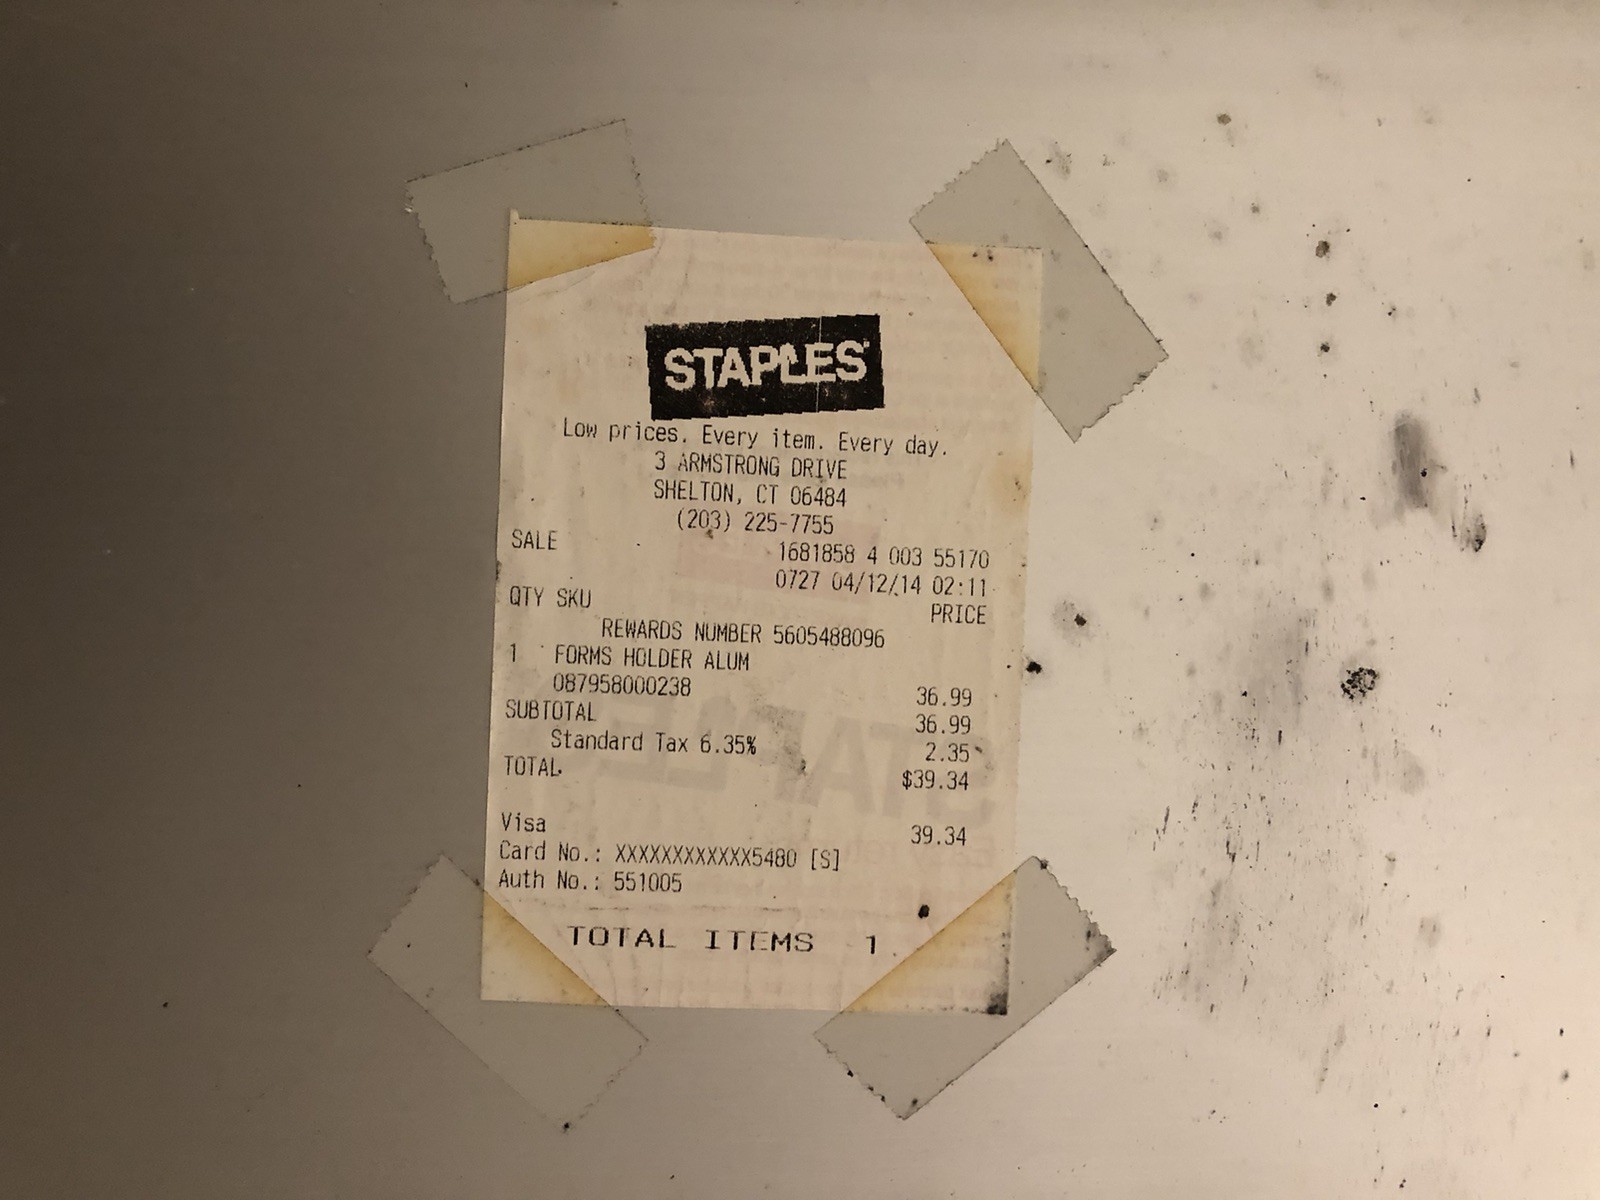 STAPLES
Low prices. Every item. Every day.
3 ARMSTRONG DRIVE
SHELTON, CT 06484
(203) 225-7755
SALE 1681858 4 003 55170
0727 04/12/14 02:11
QTY SKU PRICE
REWARDS NUMBER 5605488096
1 FORMS HOLDER ALUM
087958000238 36.99
SUBTOTAL 36.99
Standard Tax 6.35% 2.35
TOTAL $39.34
Visa 39.34
Card No.: XXXXXXXXXXXX5480 [S]
Auth No.: 551005
TOTAL ITEMS 1